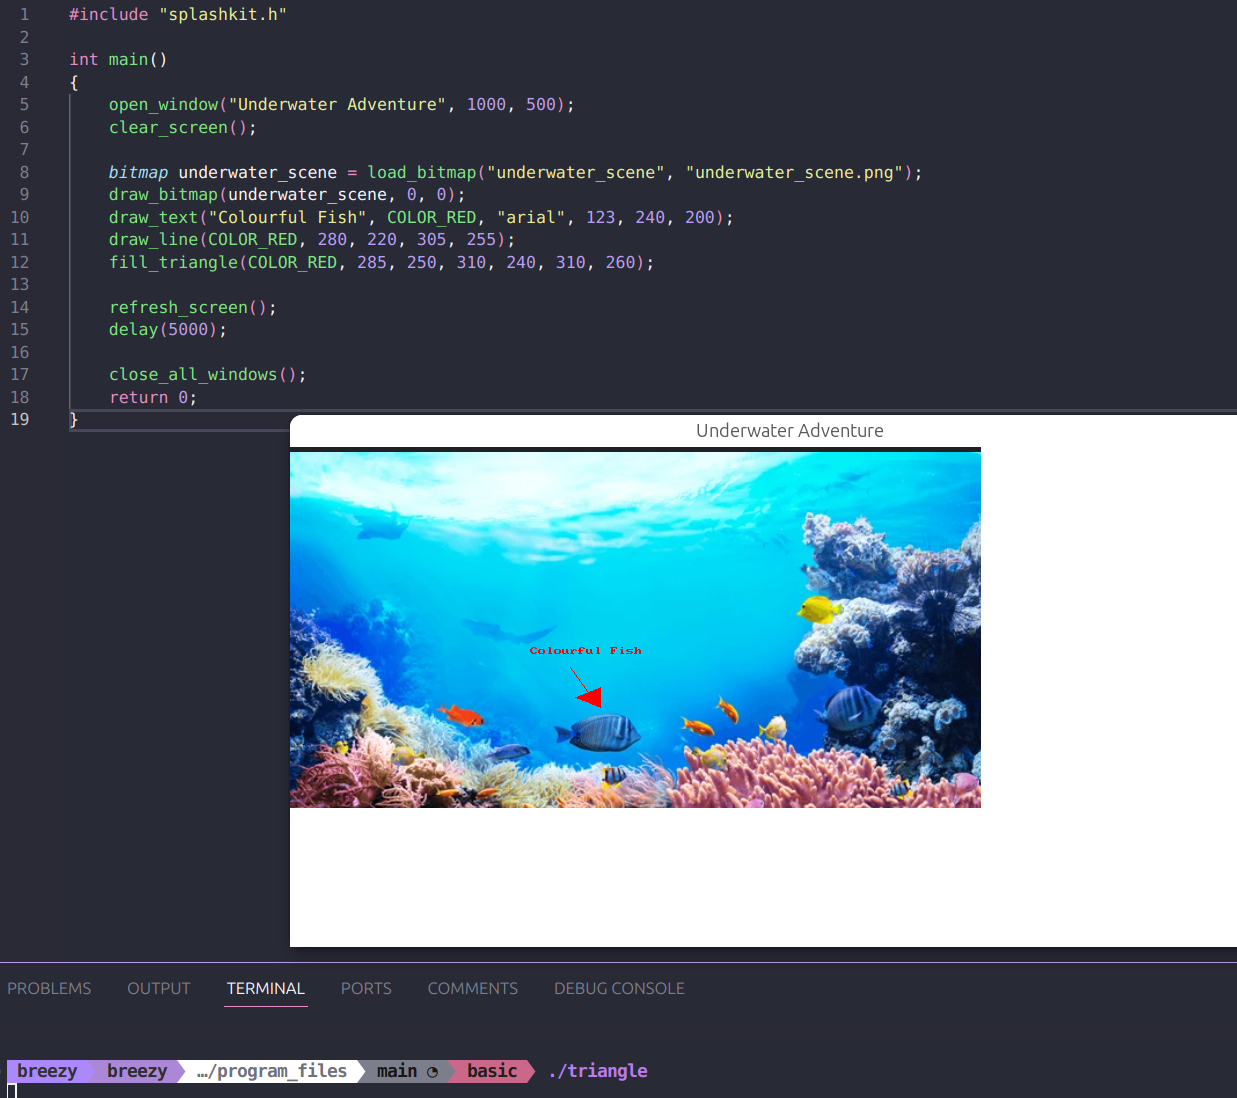 1 #include "splashkit.h"
2
3 int main()
4 {
5 open_window("Underwater Adventure", 1000, 500);
6 clear_screen();
7
8 bitmap underwater_scene = load_bitmap("underwater_scene", "underwater_scene.png");
9 draw_bitmap(underwater_scene, 0, 0);
10 draw_text("Colourful Fish", COLOR_RED, "arial", 123, 240, 200);
11 draw_line(COLOR_RED, 280, 220, 305, 255);
12 fill_triangle(COLOR_RED, 285, 250, 310, 240, 310, 260);
13
14 refresh_screen();
15 delay(5000);
16
17 close_all_windows();
18 return 0;
19 }
Underwater Adventure
Colourful Fish
PROBLEMS OUTPUT TERMINAL PORTS COMMENTS DEBUG CONSOLE
breezy breezy …/program_files main ◔ basic ./triangle